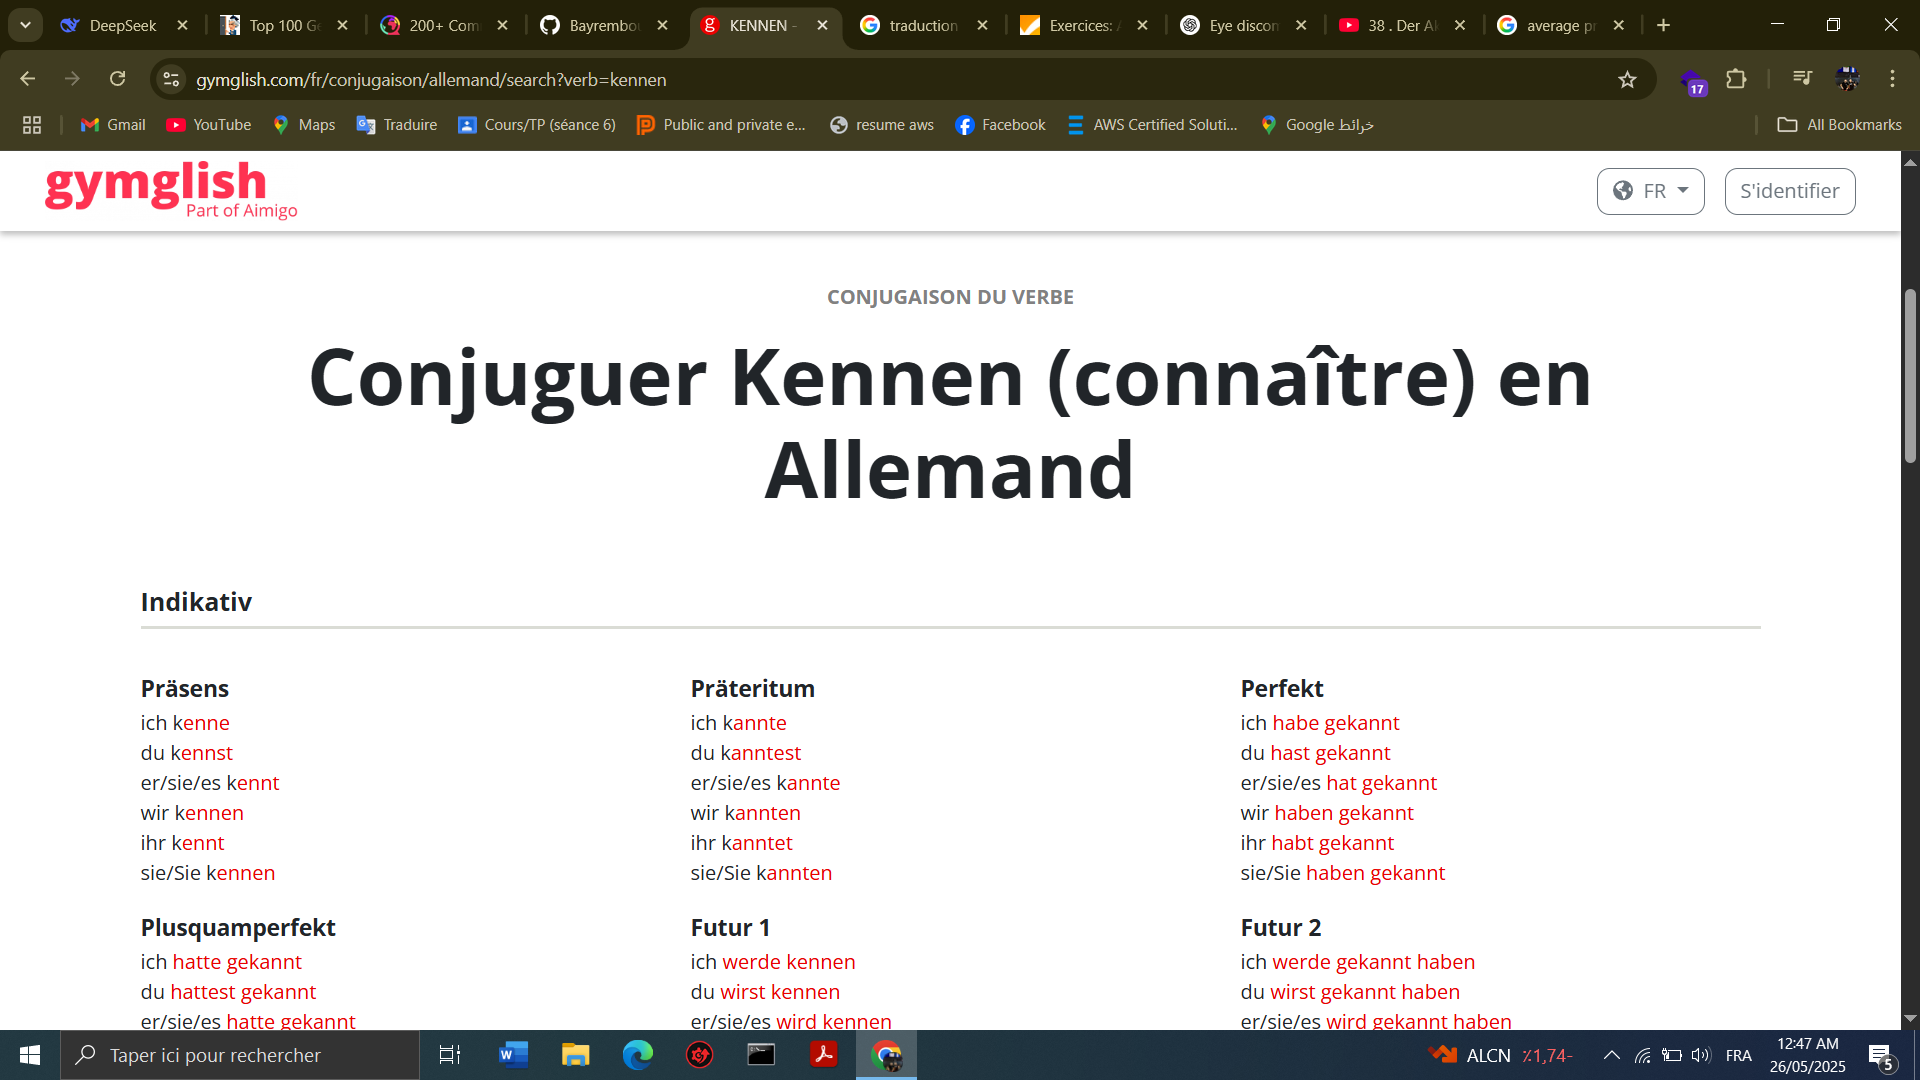 DeepSeek
Top 100 Ge
200+ Com
Bayrembou
KENNEN -
traduction
Exercices: A
Eye discom
38 . Der Ak
average pr
gymglish.com/fr/conjugaison/allemand/search?verb=kennen
17
Gmail
YouTube
Maps
Traduire
Cours/TP (séance 6)
Public and private e...
resume aws
Facebook
AWS Certified Soluti...
Google خرائط
All Bookmarks
gymglish
Part of Aimigo
FR
S'identifier
CONJUGAISON DU VERBE
Conjuguer Kennen (connaître) en
Allemand
Indikativ
Präsens
ich kenne
du kennst
er/sie/es kennt
wir kennen
ihr kennt
sie/Sie kennen
Präteritum
ich kannte
du kanntest
er/sie/es kannte
wir kannten
ihr kanntet
sie/Sie kannten
Perfekt
ich habe gekannt
du hast gekannt
er/sie/es hat gekannt
wir haben gekannt
ihr habt gekannt
sie/Sie haben gekannt
Plusquamperfekt
ich hatte gekannt
du hattest gekannt
er/sie/es hatte gekannt
Futur 1
ich werde kennen
du wirst kennen
er/sie/es wird kennen
Futur 2
ich werde gekannt haben
du wirst gekannt haben
er/sie/es wird gekannt haben
Taper ici pour rechercher
ALCN ٪1,74-
FRA
12:47 AM
26/05/2025
5